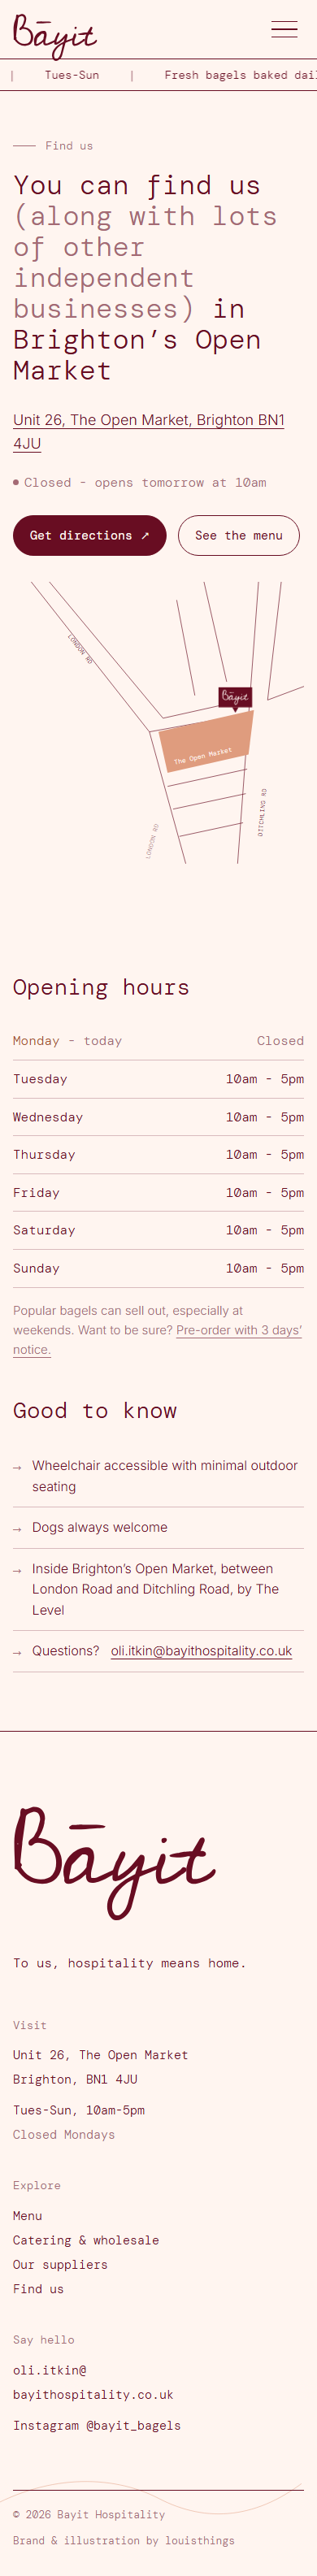 Bāyit
| Tues-Sun | Fresh bagels baked dai
Find us
You can find us
(along with lots
of other
independent
businesses) in
Brighton’s Open
Market
Unit 26, The Open Market, Brighton BN1
4JU
Closed - opens tomorrow at 10am
Get directions ↗ See the menu
LONDON RD
Bāyit
The Open Market
DITCHLING RD
LONDON RD
Opening hours
Monday - today Closed
Tuesday 10am - 5pm
Wednesday 10am - 5pm
Thursday 10am - 5pm
Friday 10am - 5pm
Saturday 10am - 5pm
Sunday 10am - 5pm
Popular bagels can sell out, especially at
weekends. Want to be sure? Pre-order with 3 days’
notice.
Good to know
→ Wheelchair accessible with minimal outdoor
seating
→ Dogs always welcome
→ Inside Brighton’s Open Market, between
London Road and Ditchling Road, by The
Level
→ Questions? oli.itkin@bayithospitality.co.uk
Bāyit
To us, hospitality means home.
Visit
Unit 26, The Open Market
Brighton, BN1 4JU
Tues-Sun, 10am-5pm
Closed Mondays
Explore
Menu
Catering & wholesale
Our suppliers
Find us
Say hello
oli.itkin@
bayithospitality.co.uk
Instagram @bayit_bagels
© 2026 Bayit Hospitality
Brand & illustration by louisthings